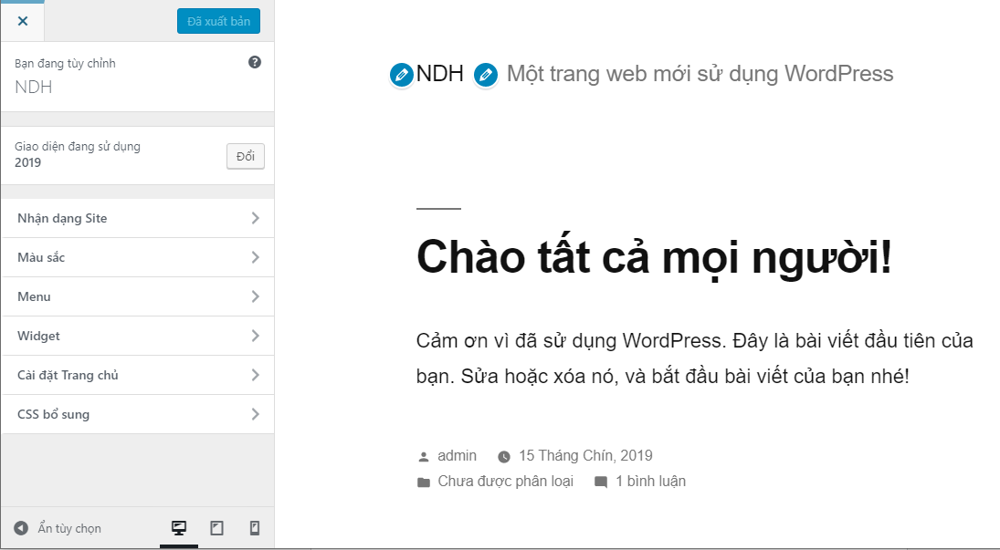 Đã xuất bản
Bạn đang tùy chỉnh
NDH
Giao diện đang sử dụng
2019
Đổi
Nhận dạng Site
Màu sắc
Menu
Widget
Cài đặt Trang chủ
CSS bổ sung
Ẩn tùy chọn
NDH Một trang web mới sử dụng WordPress
Chào tất cả mọi người!
Cảm ơn vì đã sử dụng WordPress. Đây là bài viết đầu tiên của
bạn. Sửa hoặc xóa nó, và bắt đầu bài viết của bạn nhé!
admin 15 Tháng Chín, 2019
Chưa được phân loại 1 bình luận